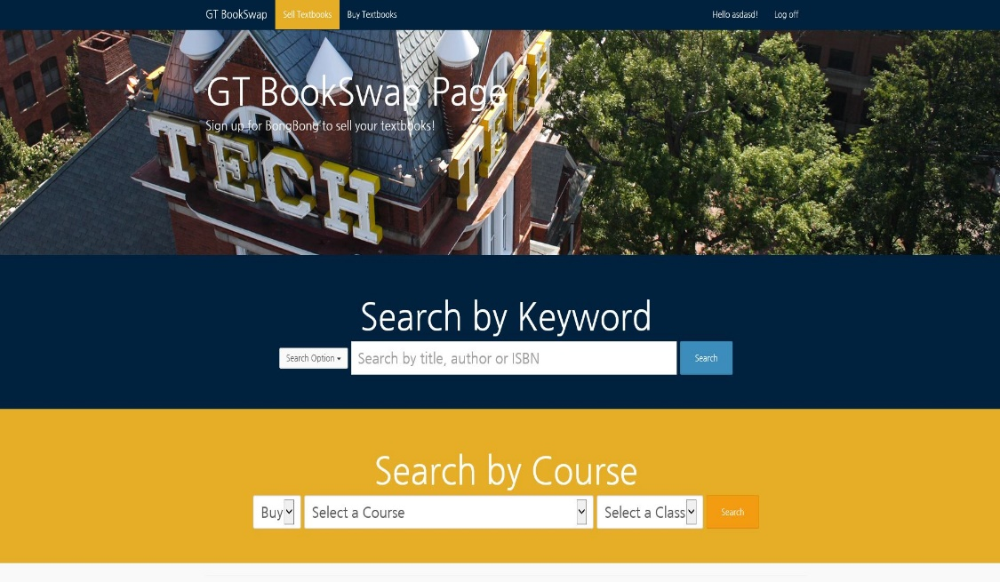 GT BookSwap Sell Textbooks Buy Textbooks Hello asdasd! Log off
GT BookSwap Page
Sign up for BongBong to sell your textbooks!
TECH
TECH
Search by Keyword
Search Option Search by title, author or ISBN Search
Search by Course
Buy Select a Course Select a Class Search